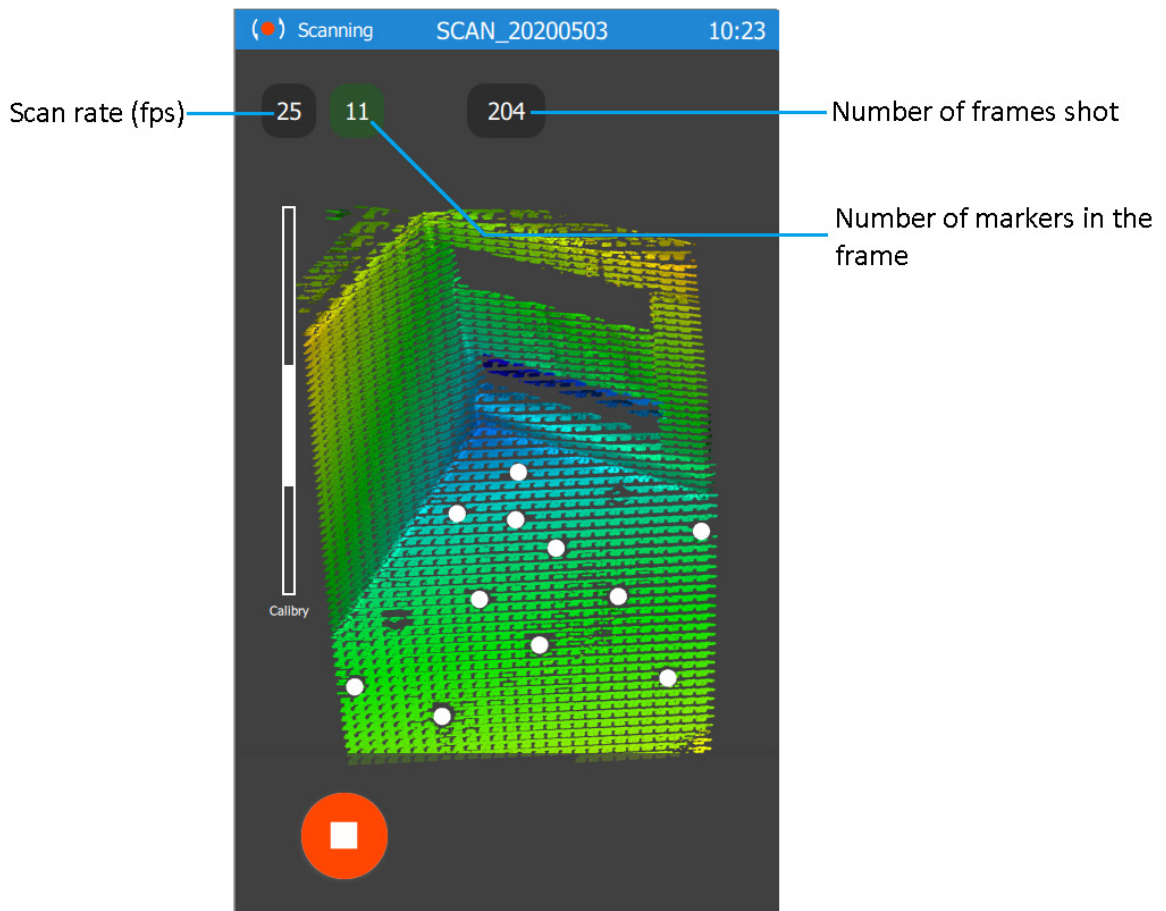 Scanning SCAN_20200503 10:23
Scan rate (fps) 25 11 204 Number of frames shot
Number of markers in the
frame
Calibry